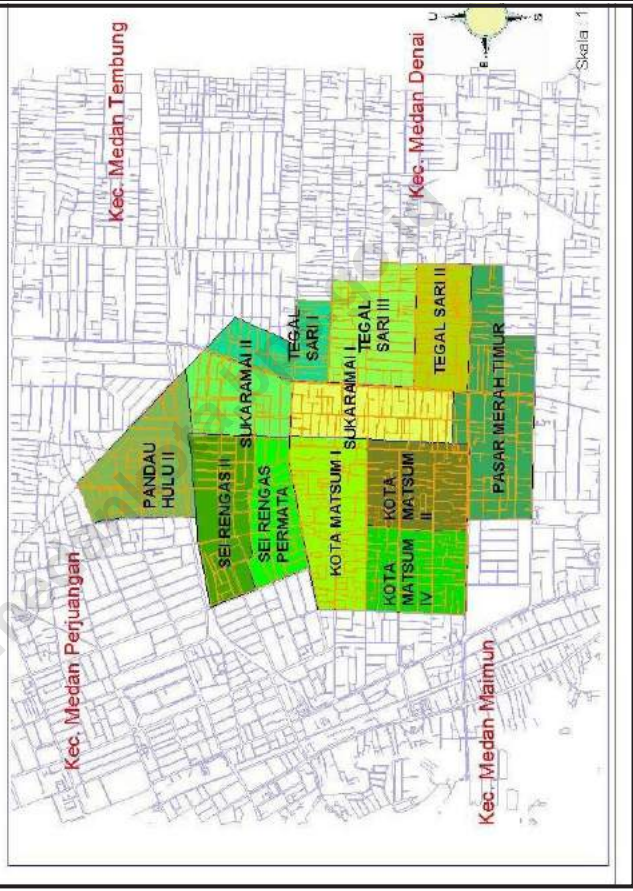 Kec. Medan Tembung
U
S
B
Skala : 1
Kec. Medan Denai
Kec. Medan Perjuangan
PANDAU
HULU II
SUKARAMAI II
TEGAL
SARI I
SEI RENGAS II
SEI RENGAS
PERMATA
TEGAL
SARI III
SUKARAMAI I
KOTA MATSUM I
TEGAL SARI II
KOTA
MATSUM
II
KOTA
MATSUM
IV
PASAR MERAH TIMUR
Kec. Medan Maimun